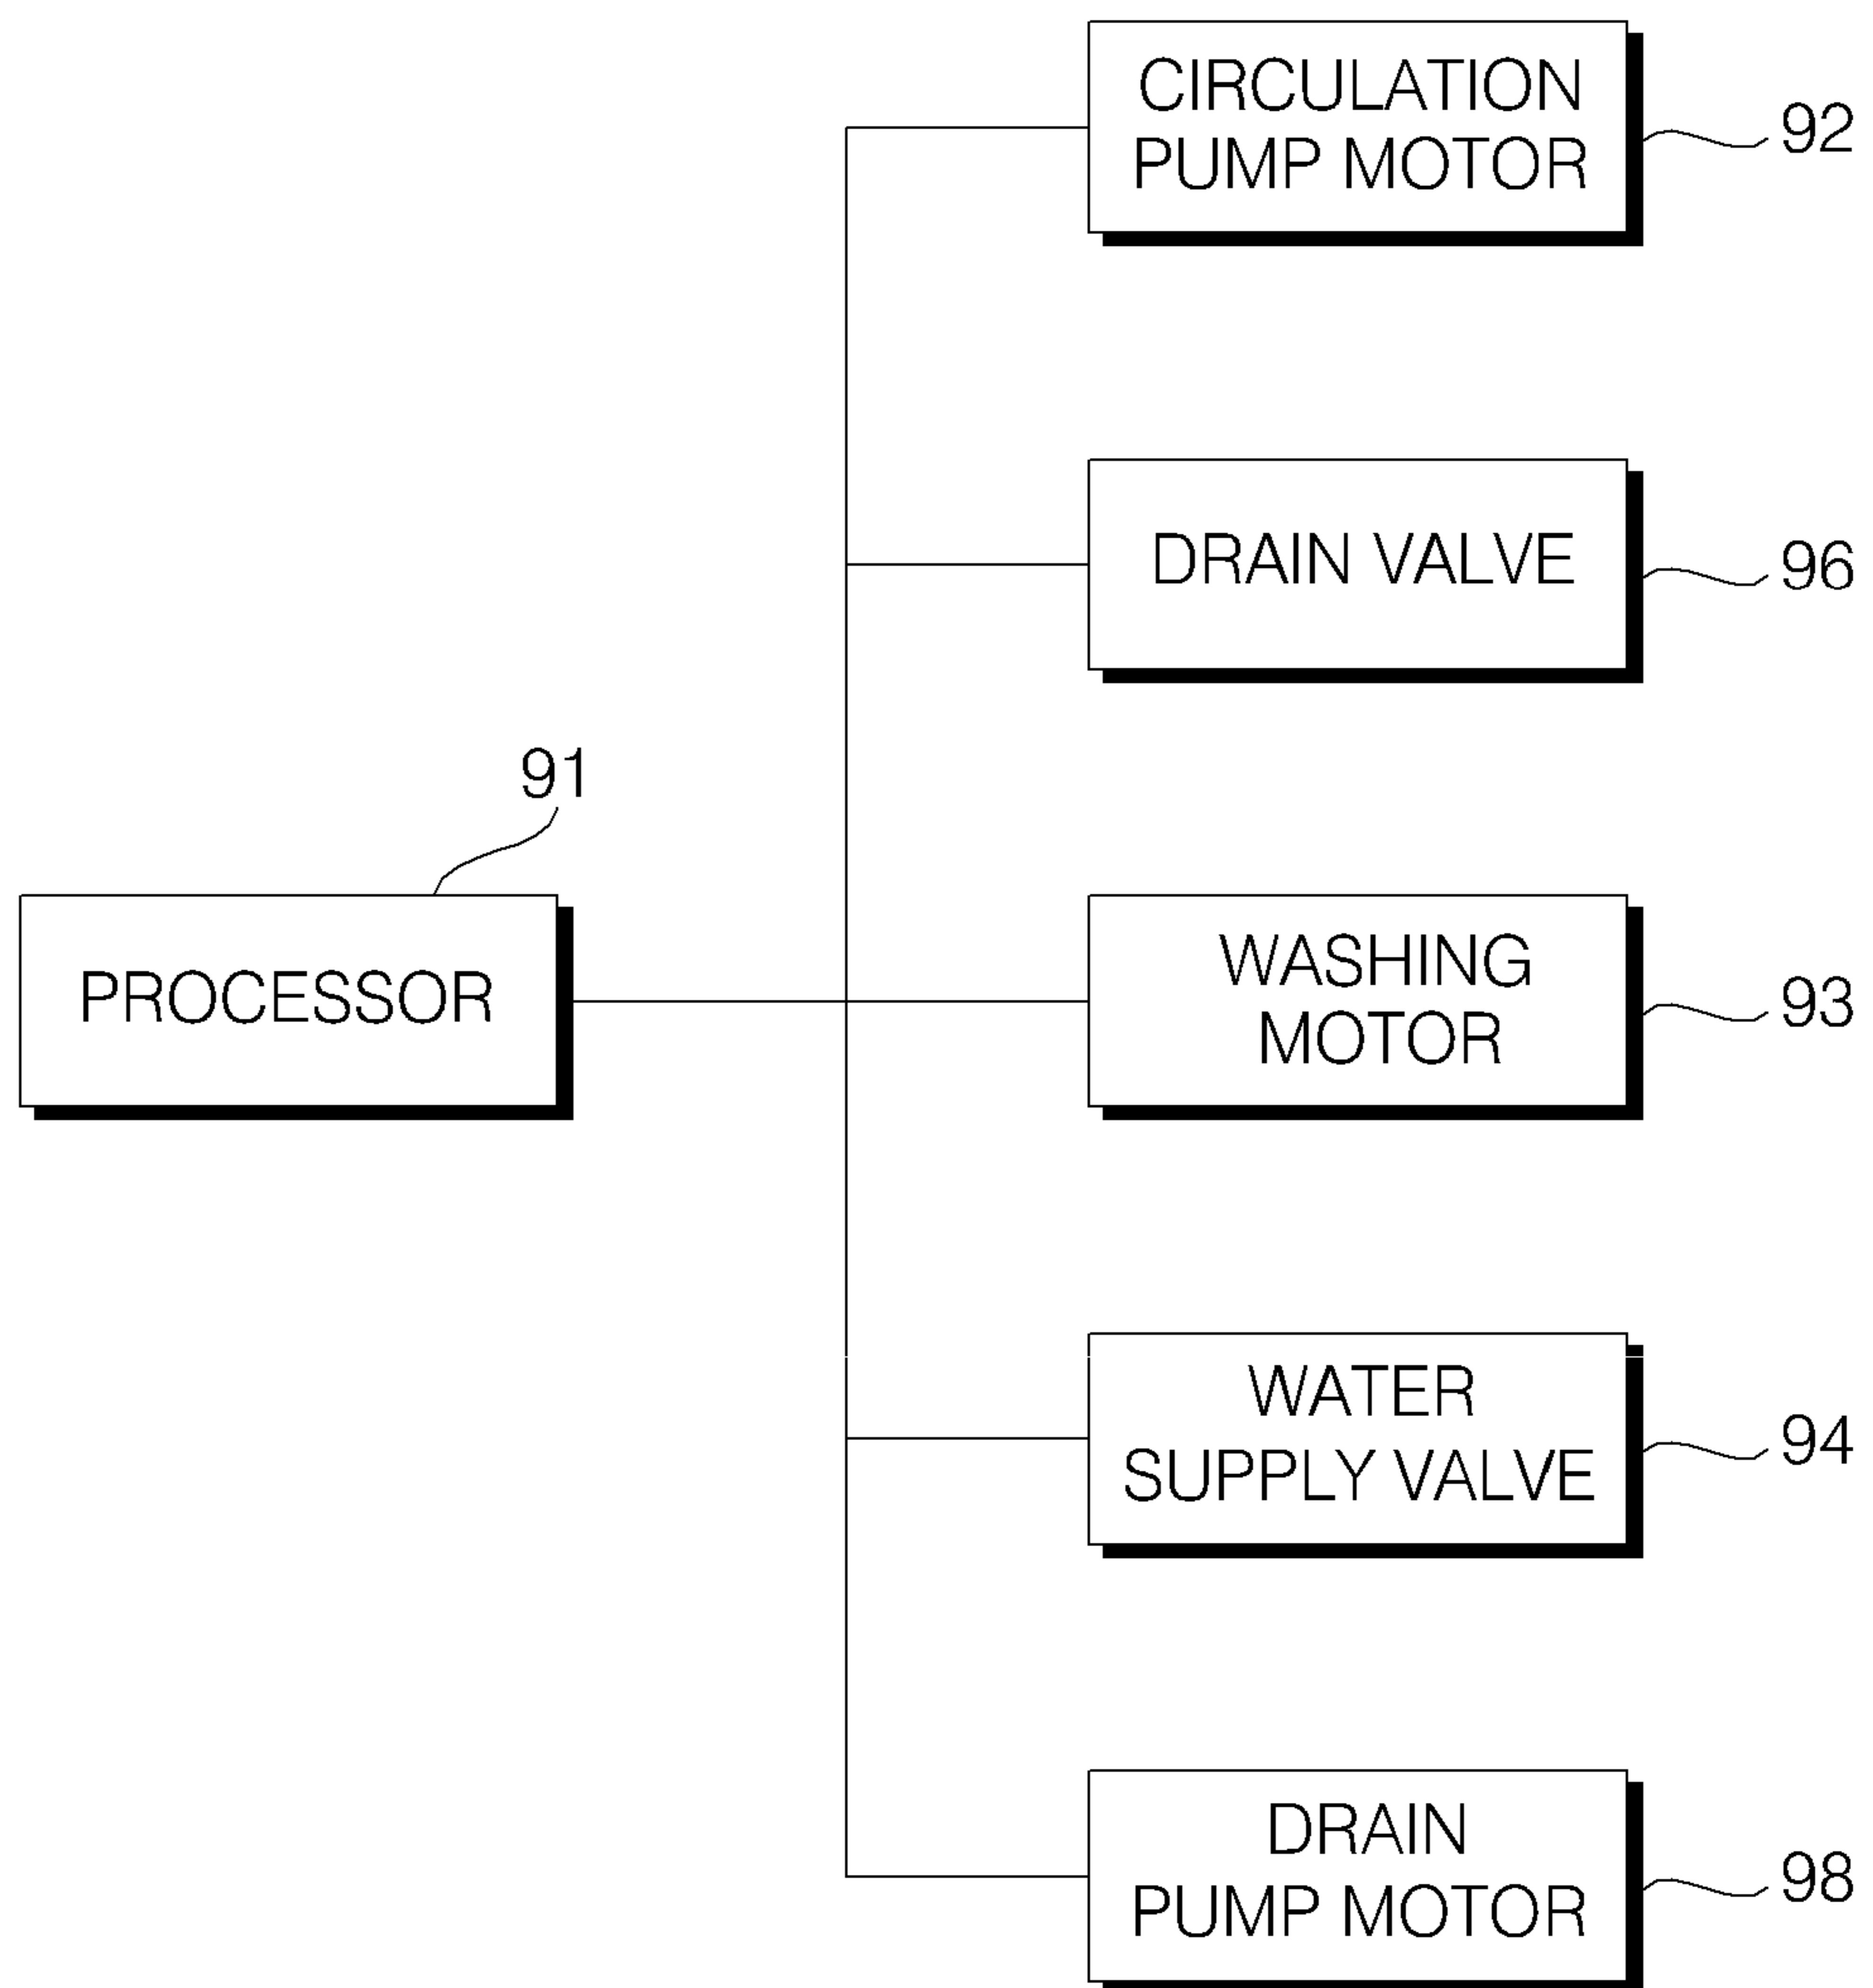 CIRCULATION
PUMP MOTOR
92
DRAIN VALVE
96
91
PROCESSOR
WASHING
MOTOR
93
WATER
SUPPLY VALVE
94
DRAIN
PUMP MOTOR
98